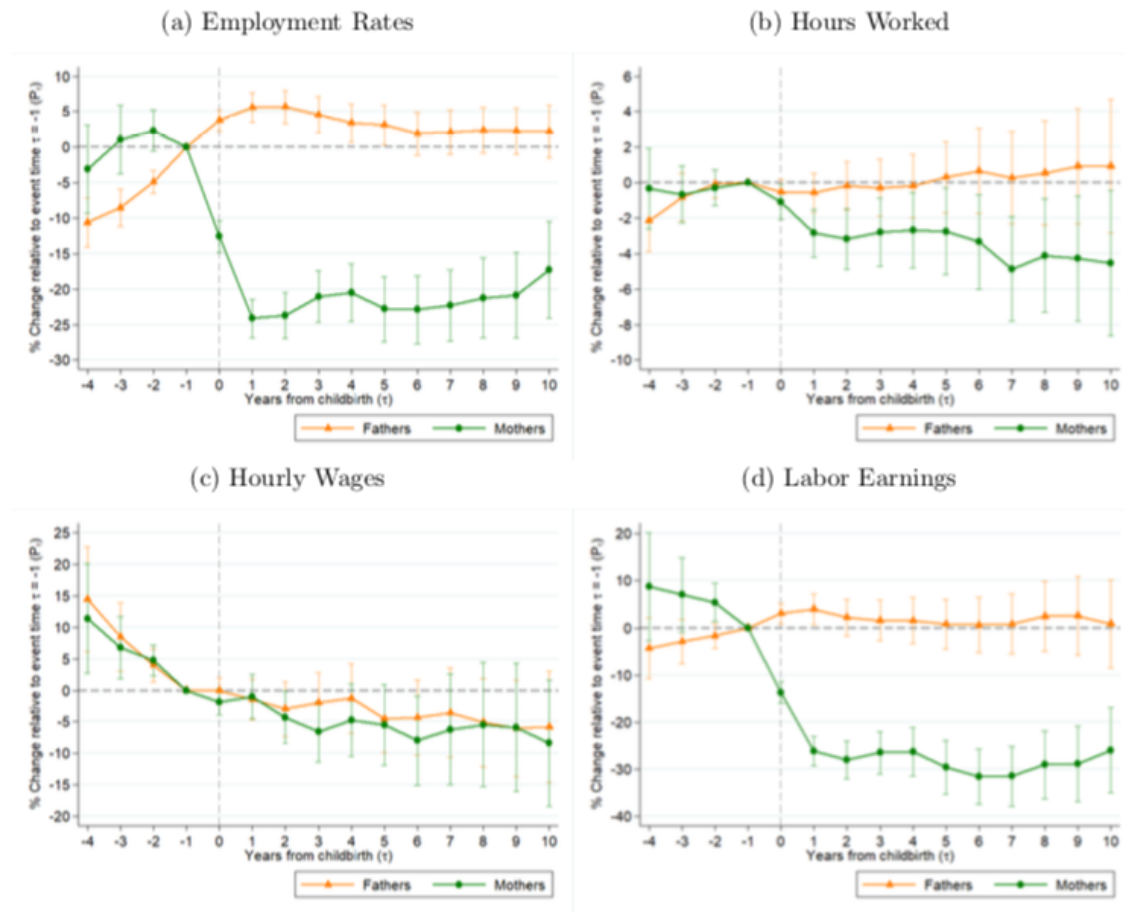 (a) Employment Rates
% Change relative to event time τ = -1 (Pₜ)
10
5
0
-5
-10
-15
-20
-25
-30
-4 -3 -2 -1 0 1 2 3 4 5 6 7 8 9 10
Years from childbirth (τ)
Fathers Mothers
(b) Hours Worked
% Change relative to event time τ = -1 (Pₜ)
6
4
2
0
-2
-4
-6
-8
-10
-4 -3 -2 -1 0 1 2 3 4 5 6 7 8 9 10
Years from childbirth (τ)
Fathers Mothers
(c) Hourly Wages
% Change relative to event time τ = -1 (Pₜ)
25
20
15
10
5
0
-5
-10
-15
-20
-4 -3 -2 -1 0 1 2 3 4 5 6 7 8 9 10
Years from childbirth (τ)
Fathers Mothers
(d) Labor Earnings
% Change relative to event time τ = -1 (Pₜ)
20
10
0
-10
-20
-30
-40
-4 -3 -2 -1 0 1 2 3 4 5 6 7 8 9 10
Years from childbirth (τ)
Fathers Mothers